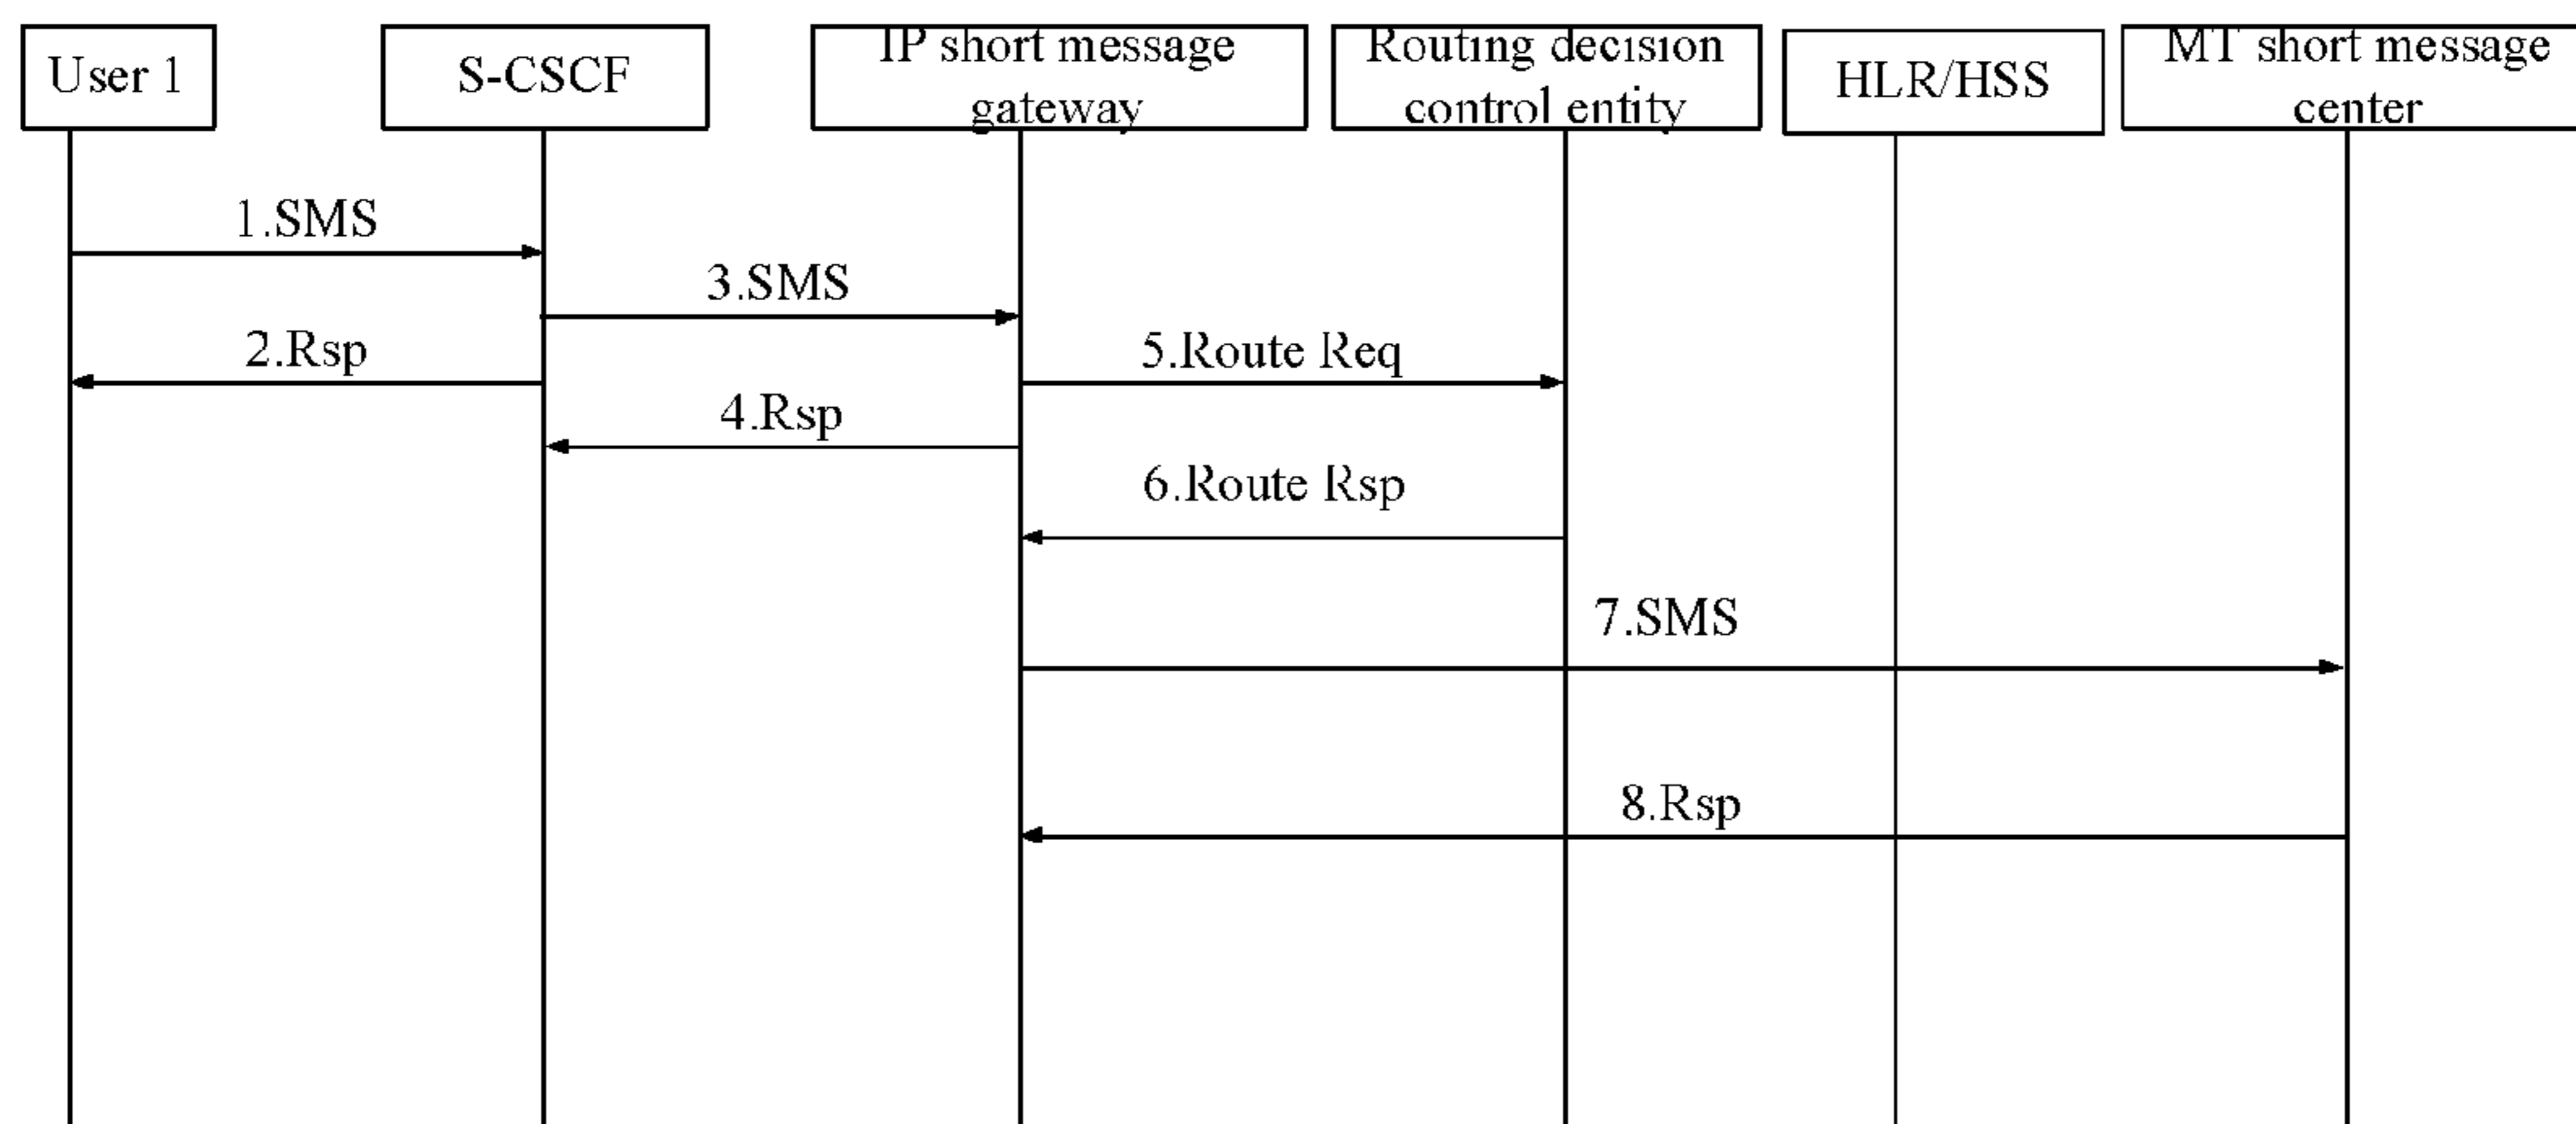 User 1
S-CSCF
IP short message
gateway
Routing decision
control entity
HLR/HSS
MT short message
center
1.SMS
3.SMS
2.Rsp
5.Route Req
4.Rsp
6.Route Rsp
7.SMS
8.Rsp